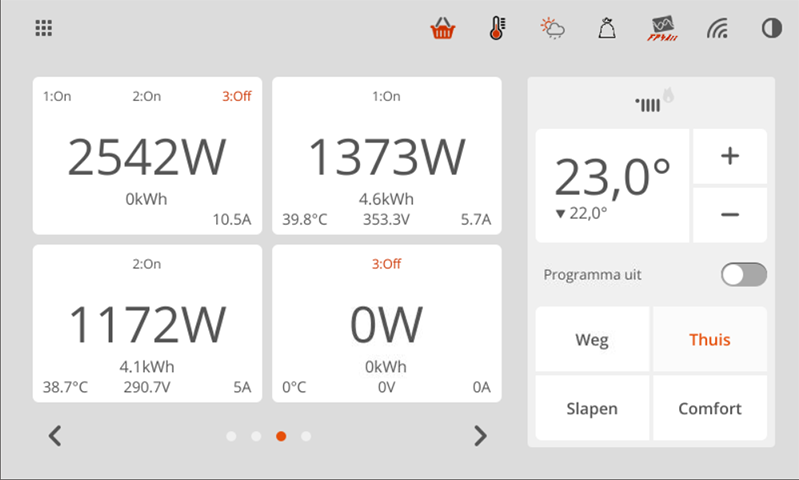 1:On 2:On 3:Off
2542W
0kWh
10.5A
1:On
1373W
4.6kWh
39.8°C 353.3V 5.7A
2:On
1172W
4.1kWh
38.7°C 290.7V 5A
3:Off
0W
0kWh
0°C 0V 0A
23,0°
▼ 22,0°
+
−
Programma uit
Weg
Thuis
Slapen
Comfort